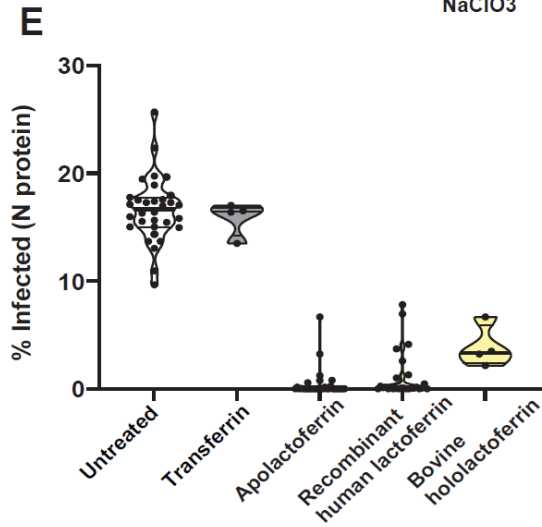 NaClO3
E
% Infected (N protein)
30
20
10
0
Untreated
Transferrin
Apolactoferrin
Recombinant
human lactoferrin
Bovine
hololactoferrin